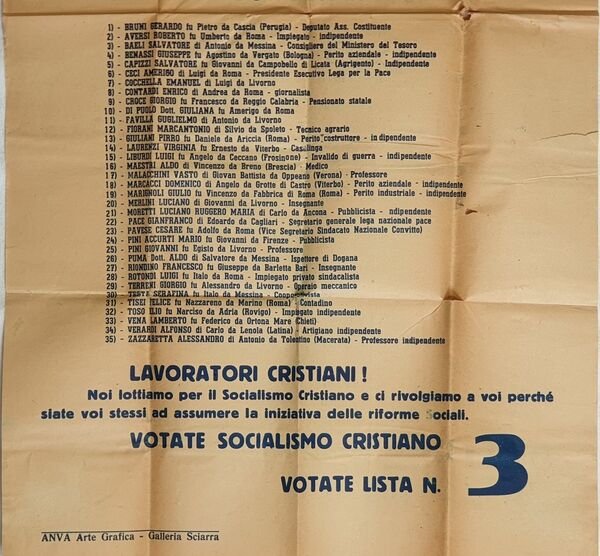 1) - BRUNI GERARDO fu Pietro da Cascia (Perugia) - Deputato Ass. Costituente
2) - AVERSI ROBERTO fu Umberto da Roma - Impiegato - indipendente
3) - BAELI SALVATORE di Antonio da Messina - Consigliere del Ministero del Tesoro
4) - BENASSI GIUSEPPE fu Agostino da Vergato (Bologna) - Perito aziendale - indipendente
5) - CAPIZZI SALVATORE fu Giovanni da Campobello di Licata (Agrigento) - Indipendente
6) - CECI AMERIGO di Luigi da Roma - Presidente Esecutivo Lega per la Pace
7) - COCCHELLA EMANUEL di Luigi da Livorno
8) - CONTARDI ENRICO di Andrea da Roma - giornalista
9) - CROCE GIORGIO fu Francesco da Reggio Calabria - Pensionato statale
10) - DI PUOLO Dott. GIULIANA fu Amerigo da Roma
11) - FAVILLA GUGLIELMO di Antonio da Livorno
12) - FIORANI MARCANTONIO di Silvio da Spoleto - Tecnico agrario
13) - GIULIANI PIRRO fu Daniele da Ariccia (Roma) - Perito costruttore - indipendente
14) - LAURENZI VIRGINIA fu Ernesto da Viterbo - Casalinga
15) - LIBURDI LUIGI fu Angelo da Ceccano (Frosinone) - Invalido di guerra - indipendente
16) - MAESTRI ALDO di Vincenzo da Breno (Brescia) - Medico
17) - MALACCHINI VASTO di Giovan Battista da Oppeano (Verona) - Professore
18) - MARCACCI DOMENICO di Angelo da Grotte di Castro (Viterbo) - Perito aziendale - indipendente
19) - MARIGNOLI GIULIO fu Vincenzo da Fabbrica di Roma (Roma) - Perito industriale - indipendente
20) - MERLINI LUCIANO di Giovanni da Livorno - Insegnante
21) - MORETTI LUCIANO RUGGERO MARIA di Carlo da Ancona - Pubblicista - ndipendente
22) - PACE GIANFRANCO di Edoardo da Cagliari - Segretario generale lega nazionale pace
23) - PAVESE CESARE fu Adolfo da Roma (Vice Segretario Sindacato Nazionale Convitto)
24) - PINI ACCURTI MARIO fu Giovanni da Firenze - Pubblicista
25) - PINI GIOVANNI fu Egisto da Livorno - Professore
26) - PUMA Dott. ALDO di Salvatore da Messina - Ispettore di Dogana
27) - RIONDINO FRANCESCO fu Giuseppe da Barletta Bari - Insegnante
28) - ROTONDI LUIGI fu Italo da Roma - Impiegato privato sindacalista
29) - TERRENI GIORGIO fu Alessandro da Livorno - Operaio meccanico
30) - TESTA SERAFINA fu Italo da Messina -
31) - TISEI FELICE fu Nazzareno da Marino (Roma) - Contadino
32) - TOSO ILIO fu Narciso da Adria (Rovigo) - Impiegato indipendente
33) - VENA LAMBERTO fu Federico da Ortona Mare (Chieti)
34) - VERARDI ALFONSO di Carlo da Lenola (Latina) - Artigiano indipendente
35) - ZAZZARETTA ALESSANDRO di Antonio da Tolentino (Macerata) - Professore indipendente
LAVORATORI CRISTIANI !
Noi lottiamo per il Socialismo Cristiano e ci rivolgiamo a voi perché
siate voi stessi ad assumere la iniziativa delle riforme Sociali.
VOTATE SOCIALISMO CRISTIANO
VOTATE LISTA N. 3
ANVA Arte Grafica - Galleria Sciarra